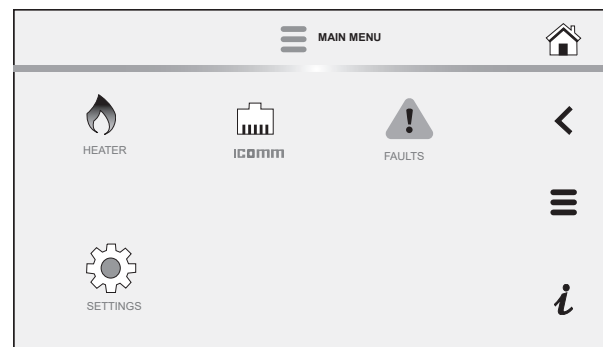 MAIN MENU
HEATER
ICOMM
FAULTS
SETTINGS
i